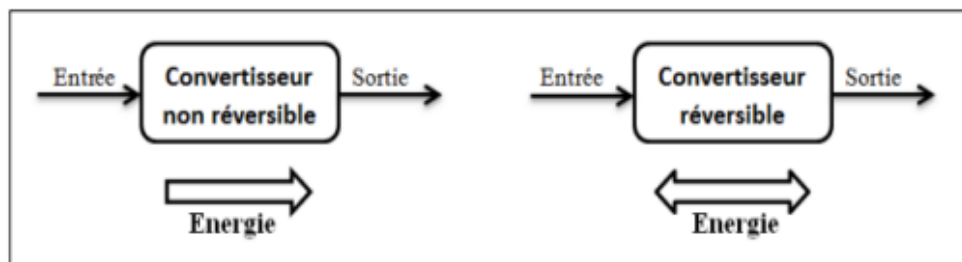 Entrée
Convertisseur
non réversible
Sortie
Energie
Entrée
Convertisseur
réversible
Sortie
Energie